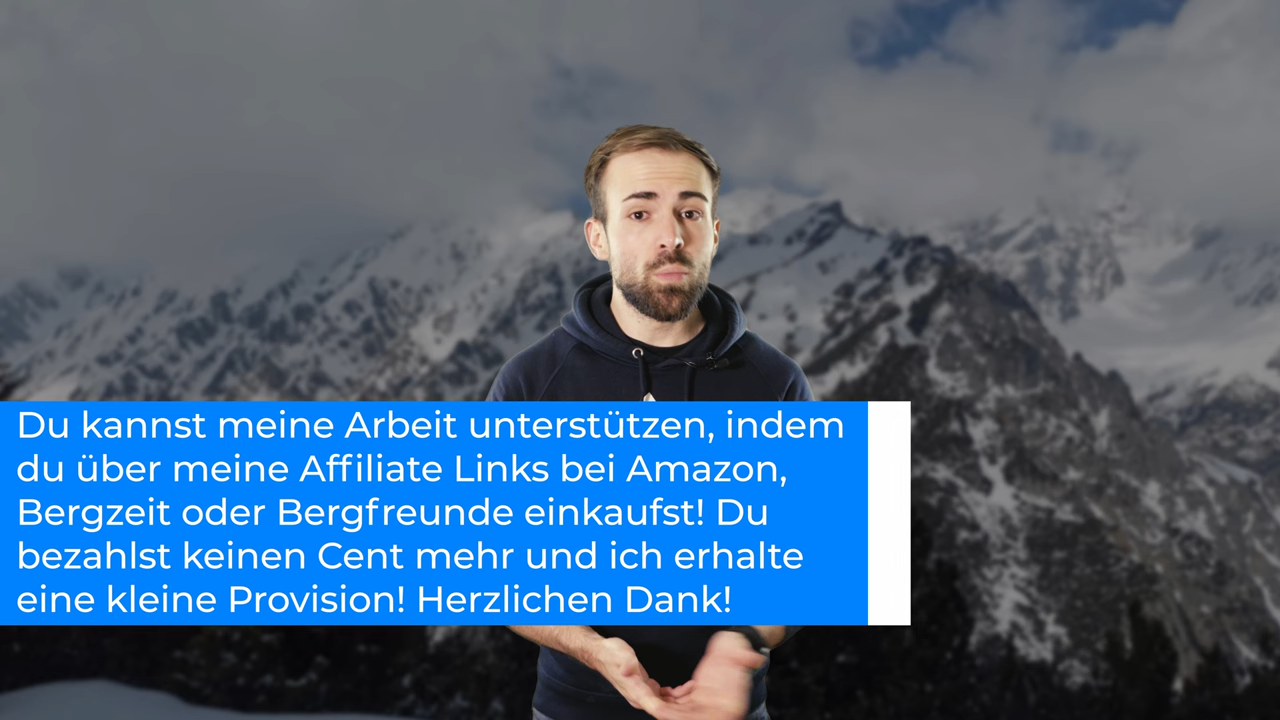 Du kannst meine Arbeit unterstützen, indem
du über meine Affiliate Links bei Amazon,
Bergzeit oder Bergfreunde einkaufst! Du
bezahlst keinen Cent mehr und ich erhalte
eine kleine Provision! Herzlichen Dank!